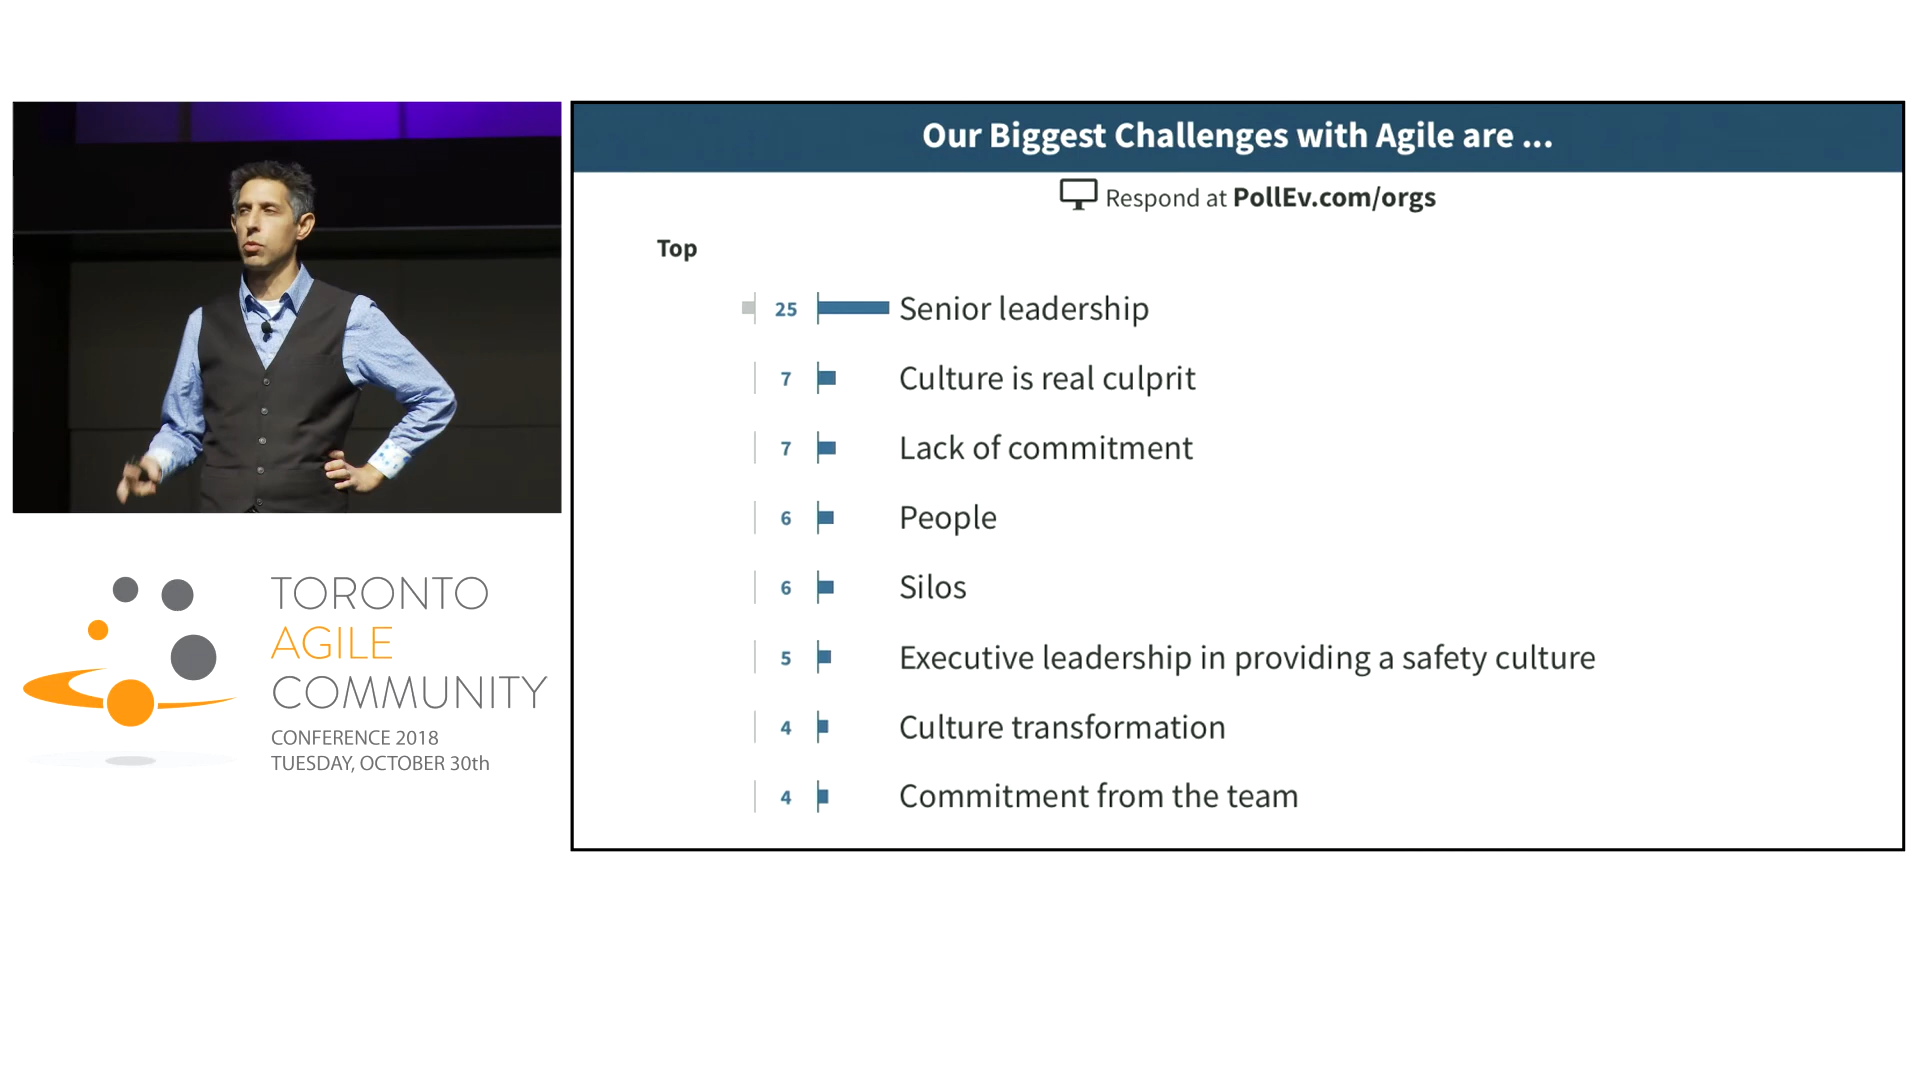 Our Biggest Challenges with Agile are ...
Respond at PollEv.com/orgs
Top
25 Senior leadership
7 Culture is real culprit
7 Lack of commitment
6 People
6 Silos
5 Executive leadership in providing a safety culture
4 Culture transformation
4 Commitment from the team
TORONTO
AGILE
COMMUNITY
CONFERENCE 2018
TUESDAY, OCTOBER 30th